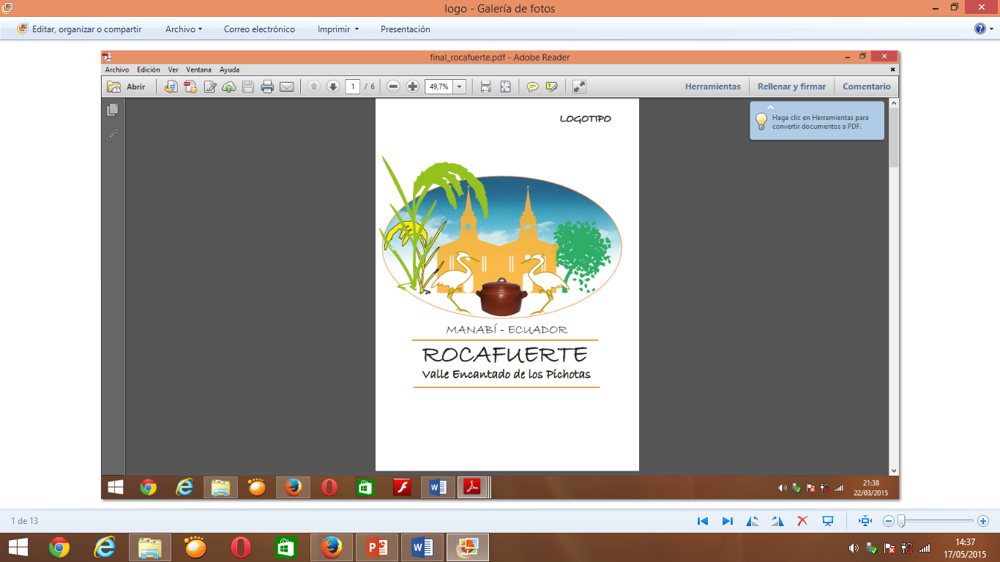 logo - Galería de fotos
Editar, organizar o compartir Archivo Correo electrónico Imprimir Presentación
final_rocafuerte.pdf - Adobe Reader
Archivo Edición Ver Ventana Ayuda
Abrir 1 / 6 49,7% Herramientas Rellenar y firmar Comentario
LOGOTIPO
Haga clic en Herramientas para
convertir documentos a PDF.
MANABÍ - ECUADOR
ROCAFUERTE
Valle Encantado de los Pichotas
21:38
22/03/2015
1 de 13
14:37
17/05/2015